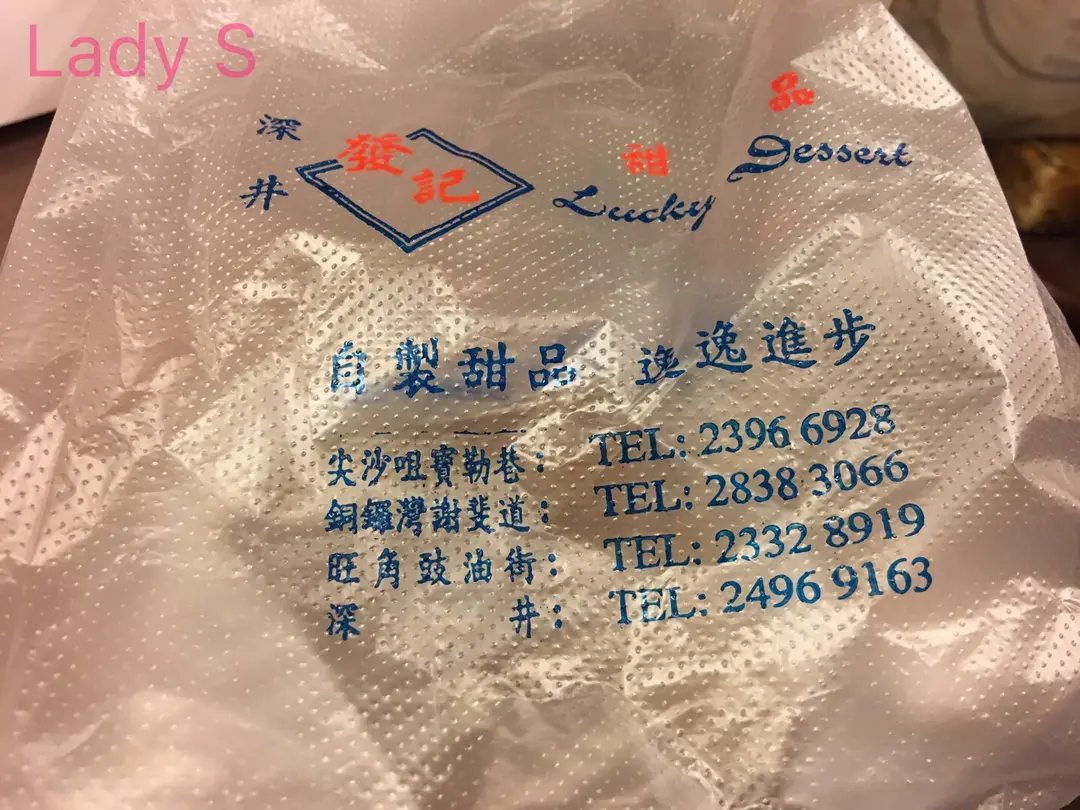 Lady S
深井 發記 甜品
Lucky Dessert
自製甜品 逸逸進步
尖沙咀寶勒巷: TEL: 2396 6928
銅鑼灣謝斐道: TEL: 2838 3066
旺角豉油街: TEL: 2332 8919
深井: TEL: 2496 9163